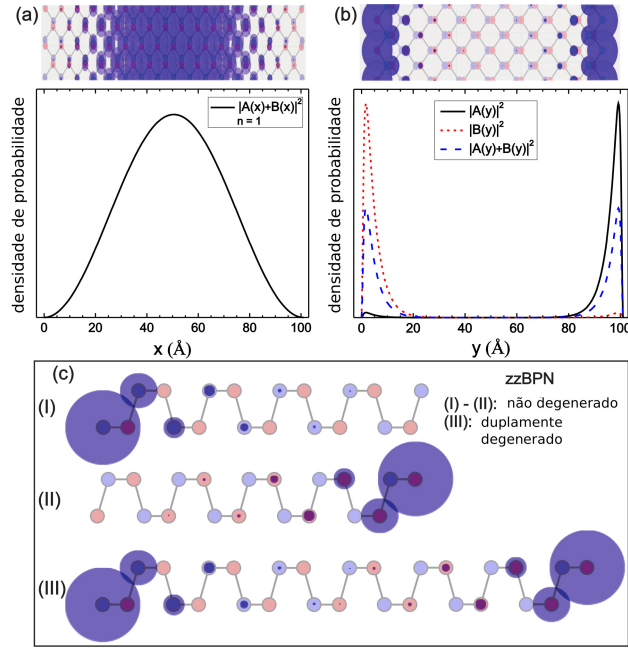 (a)
(b)
densidade de probabilidade
|A(x)+B(x)|²
n = 1
0 20 40 60 80 100
x (Å)
densidade de probabilidade
|A(y)|²
|B(y)|²
|A(y)+B(y)|²
0 20 40 60 80 100
y (Å)
(c)
zzBPN
(I) - (II): não degenerado
(III): duplamente
degenerado
(I)
(II)
(III)